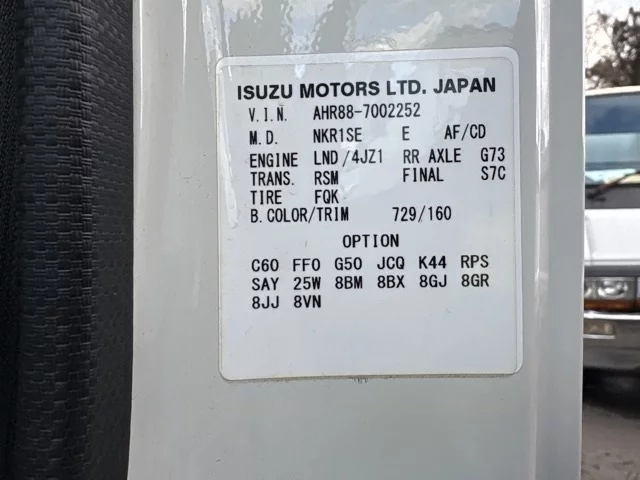 ISUZU MOTORS LTD. JAPAN
V.I.N. AHR88-7002252
M.D. NKR1SE E AF/CD
ENGINE LND/4JZ1 RR AXLE G73
TRANS. RSM FINAL S7C
TIRE FQK
B.COLOR/TRIM 729/160
OPTION
C60 FF0 G50 JCQ K44 RPS
SAY 25W 8BM 8BX 8GJ 8GR
8JJ 8VN